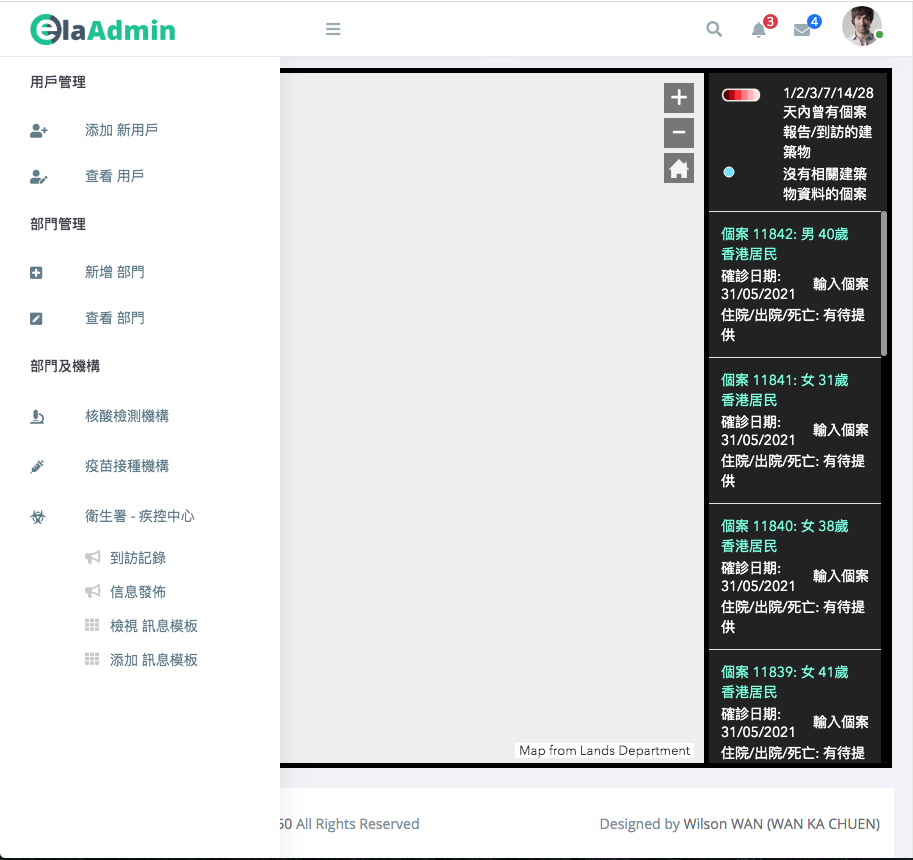 elaAdmin
3
4
用戶管理
添加 新用戶
查看 用戶
部門管理
新增 部門
查看 部門
部門及機構
核酸檢測機構
疫苗接種機構
衛生署 - 疾控中心
到訪記錄
信息發佈
檢視 訊息模板
添加 訊息模板
Map from Lands Department
1/2/3/7/14/28
天內曾有個案
報告/到訪的建
築物
沒有相關建築
物資料的個案
個案 11842: 男 40歲
香港居民
確診日期:
31/05/2021
輸入個案
住院/出院/死亡: 有待提
供
個案 11841: 女 31歲
香港居民
確診日期:
31/05/2021
輸入個案
住院/出院/死亡: 有待提
供
個案 11840: 女 38歲
香港居民
確診日期:
31/05/2021
輸入個案
住院/出院/死亡: 有待提
供
個案 11839: 女 41歲
香港居民
確診日期:
31/05/2021
輸入個案
住院/出院/死亡: 有待提
0 All Rights Reserved
Designed by Wilson WAN (WAN KA CHUEN)